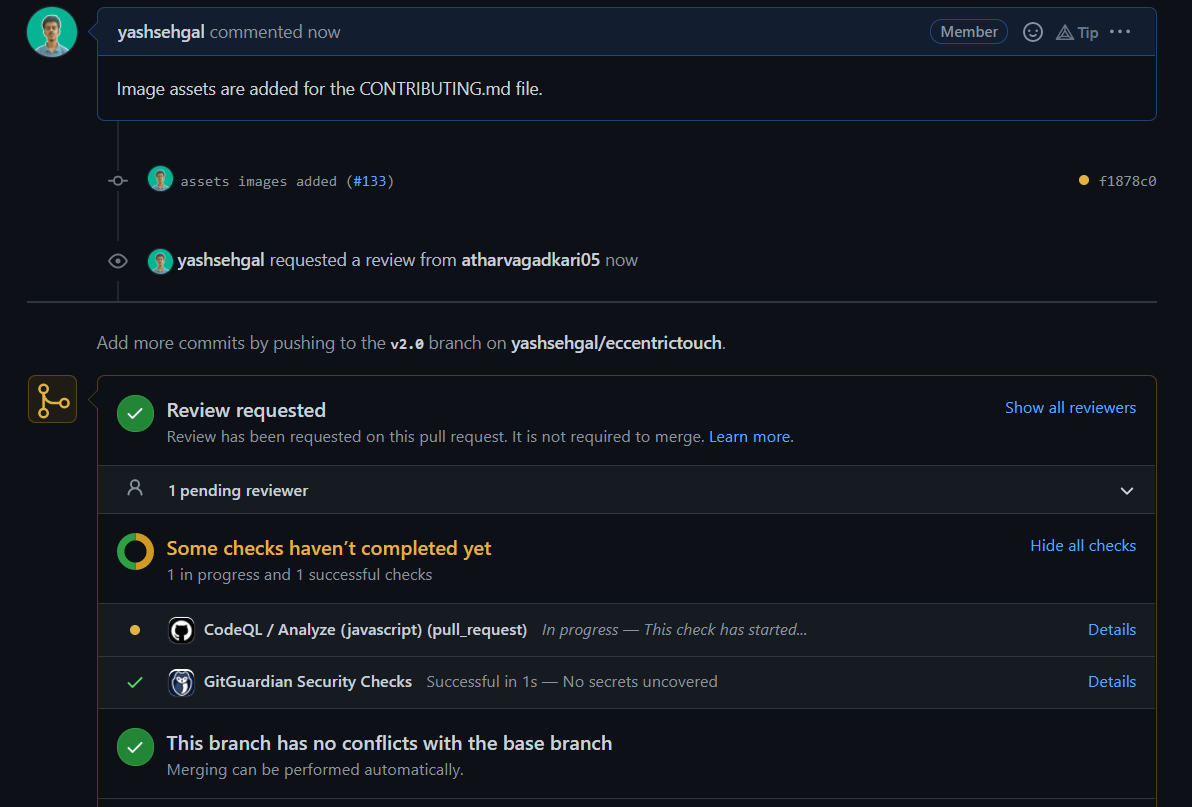 yashsehgal commented now Member Tip
Image assets are added for the CONTRIBUTING.md file.
assets images added (#133) f1878c0
yashsehgal requested a review from atharvagadkari05 now
Add more commits by pushing to the v2.0 branch on yashsehgal/eccentrictouch.
Review requested Show all reviewers
Review has been requested on this pull request. It is not required to merge. Learn more.
1 pending reviewer
Some checks haven’t completed yet Hide all checks
1 in progress and 1 successful checks
CodeQL / Analyze (javascript) (pull_request) In progress — This check has started... Details
GitGuardian Security Checks Successful in 1s — No secrets uncovered Details
This branch has no conflicts with the base branch
Merging can be performed automatically.